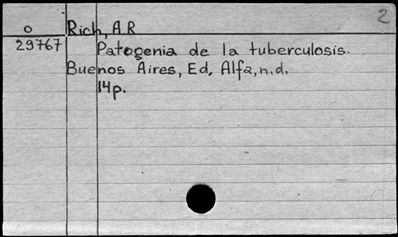 2
o Rich, A R
29767 Patogenia de la tuberculosis.
Buenos Aires, Ed. Alfa, n.d.
14p.